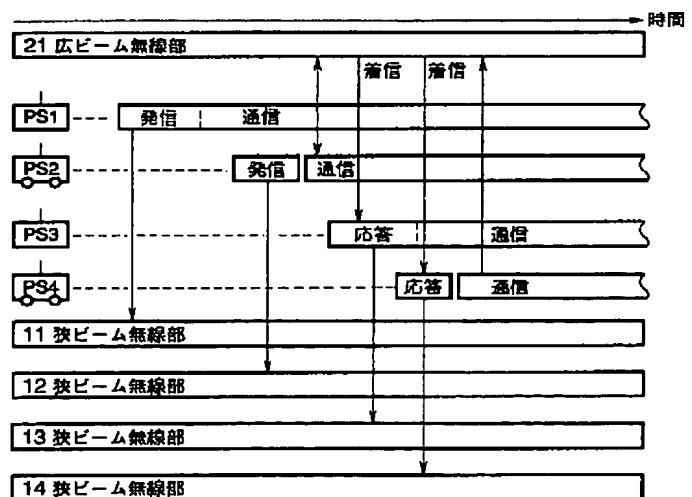 時間
21 広ビーム無線部
着信 着信
PS1 発信 通信
PS2 発信 通信
PS3 応答 通信
PS4 応答 通信
11 狭ビーム無線部
12 狭ビーム無線部
13 狭ビーム無線部
14 狭ビーム無線部